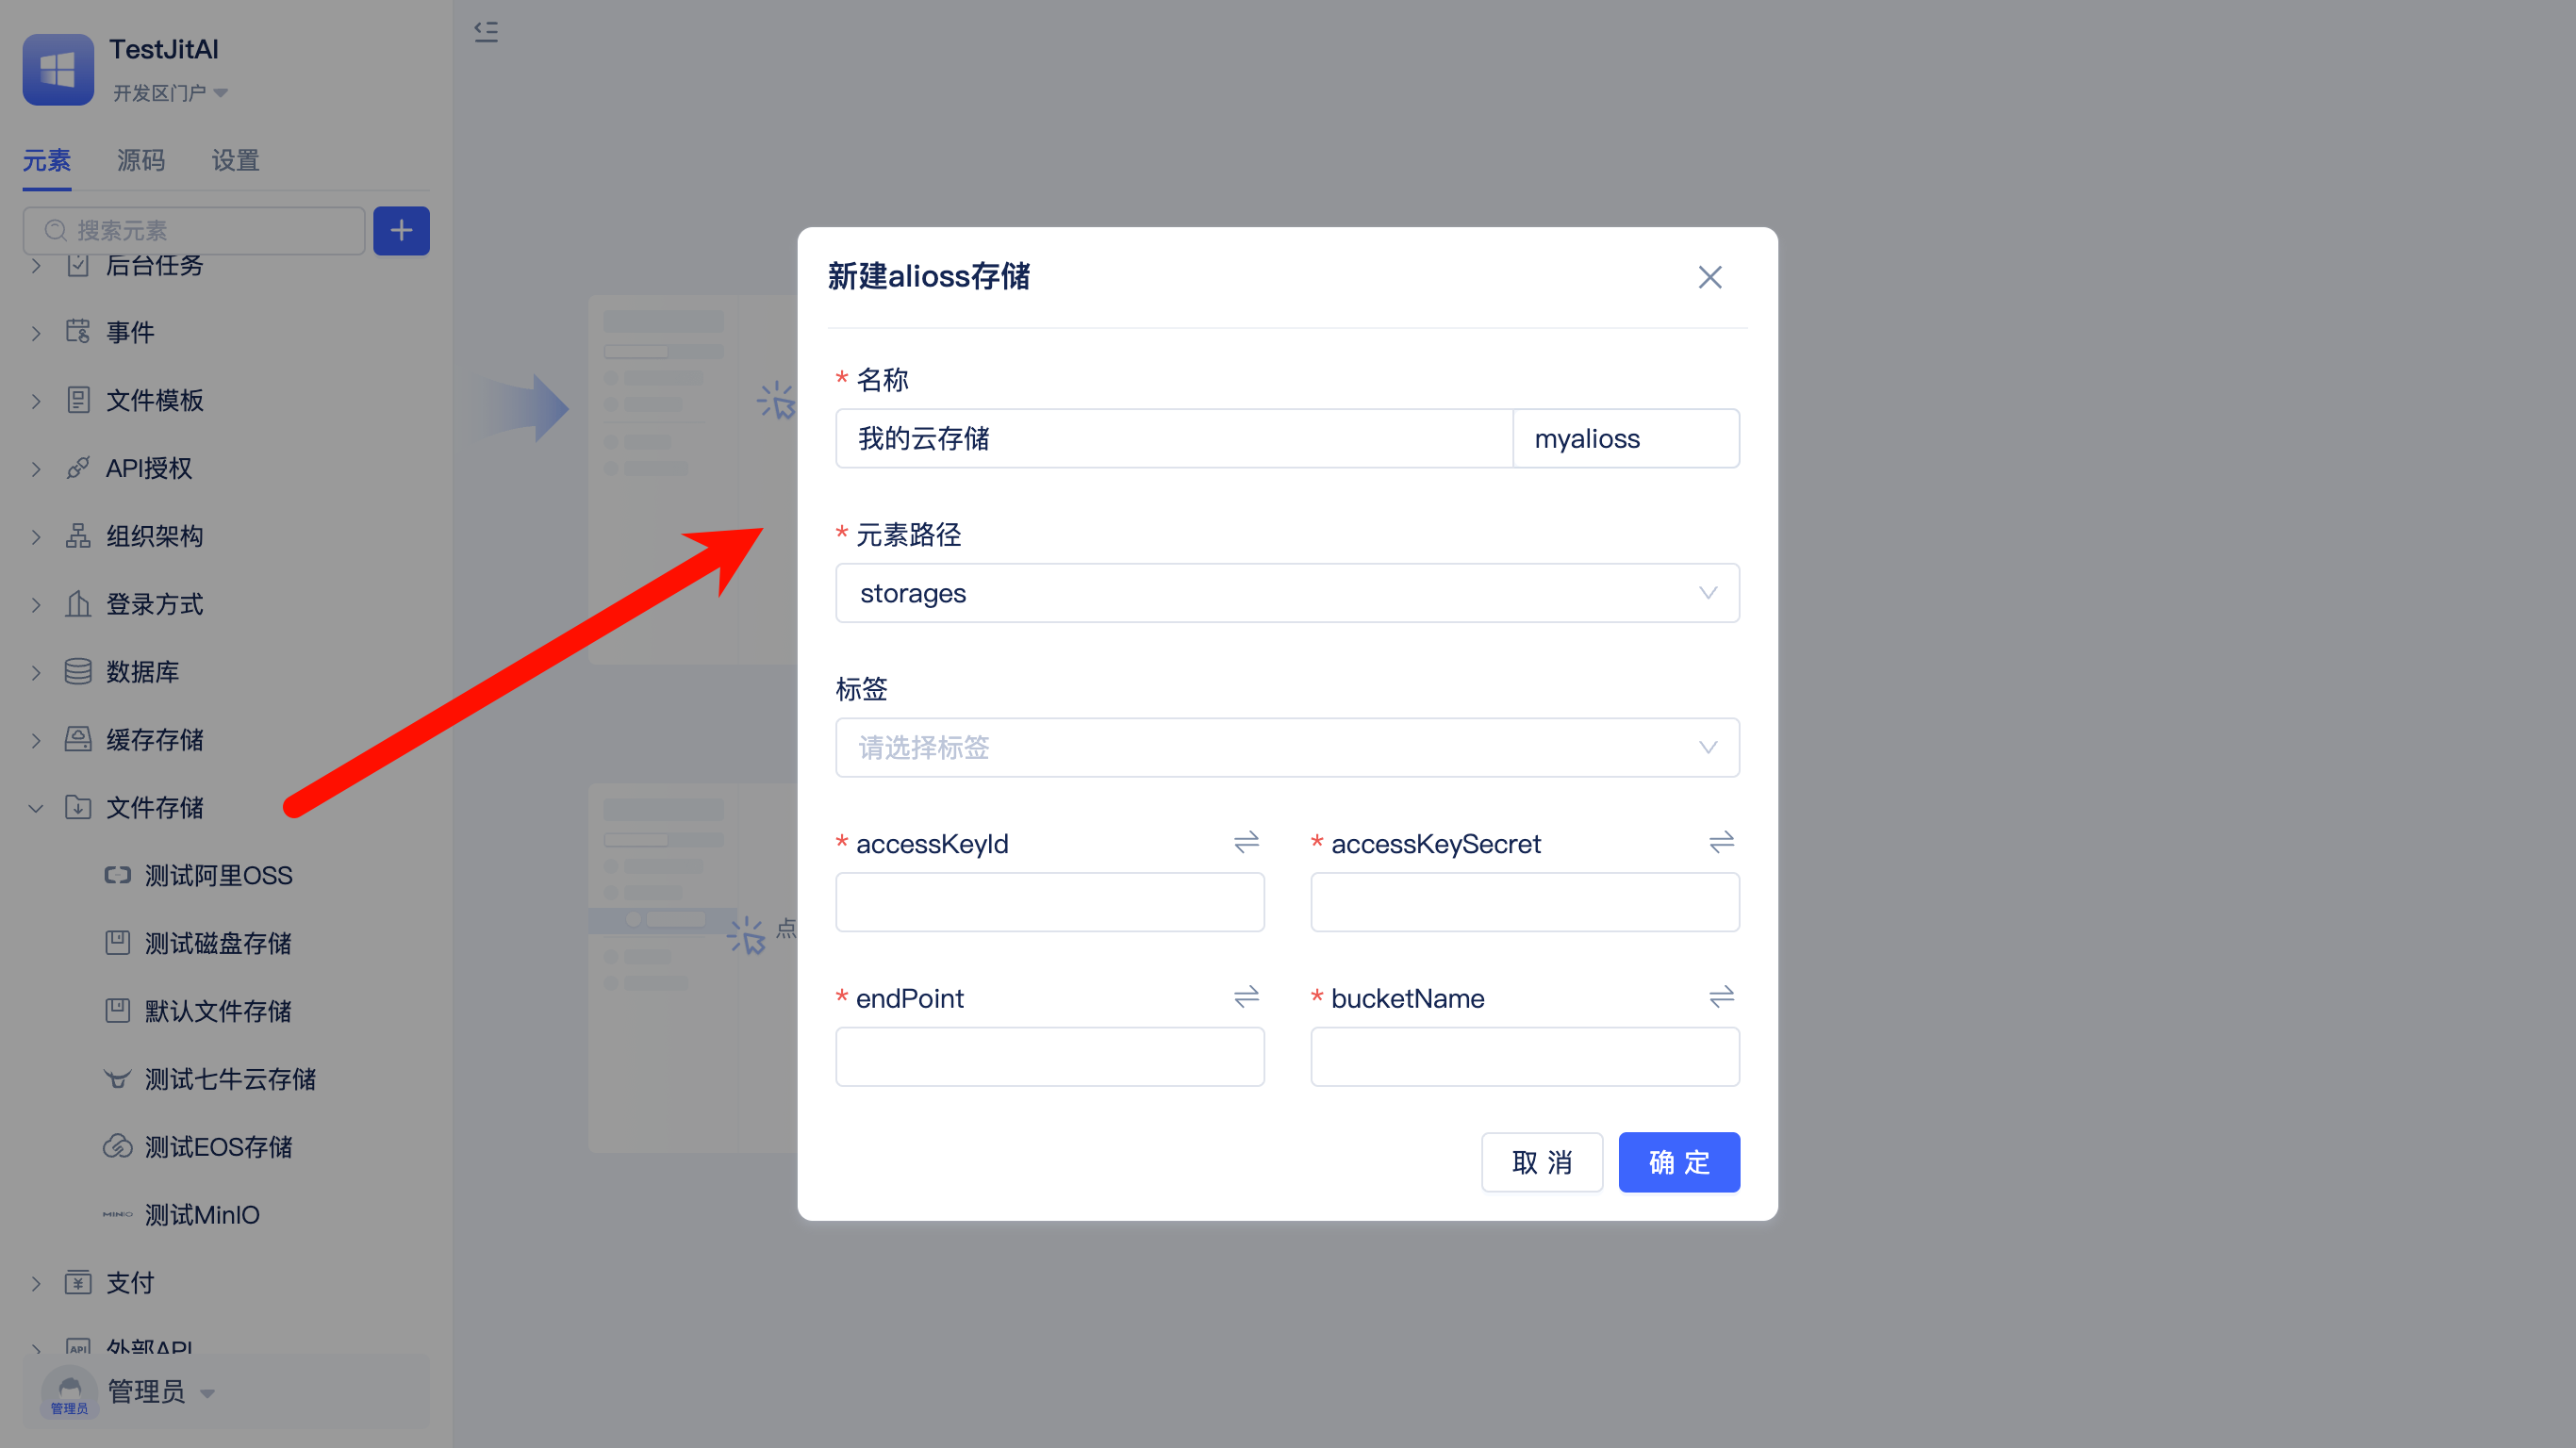 TestJitAI
开发区门户
元素 源码 设置
搜索元素
后台任务
事件
文件模板
API授权
组织架构
登录方式
数据库
缓存存储
文件存储
测试阿里OSS
测试磁盘存储
默认文件存储
测试七牛云存储
测试EOS存储
MINIO 测试MinIO
支付
API 外部API
管理员
管理员
点
新建alioss存储
* 名称
我的云存储 myalioss
* 元素路径
storages
标签
请选择标签
* accessKeyId * accessKeySecret
* endPoint * bucketName
取 消 确 定